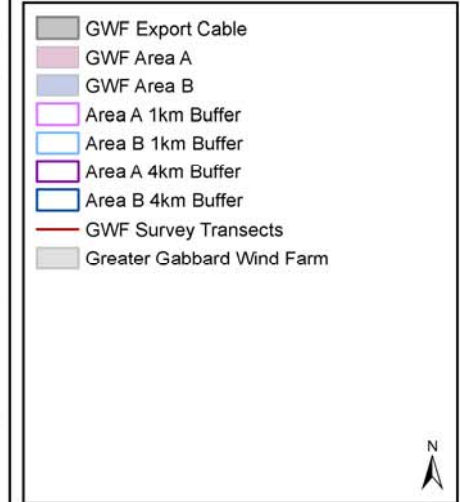 GWF Export Cable
GWF Area A
GWF Area B
Area A 1km Buffer
Area B 1km Buffer
Area A 4km Buffer
Area B 4km Buffer
GWF Survey Transects
Greater Gabbard Wind Farm
N